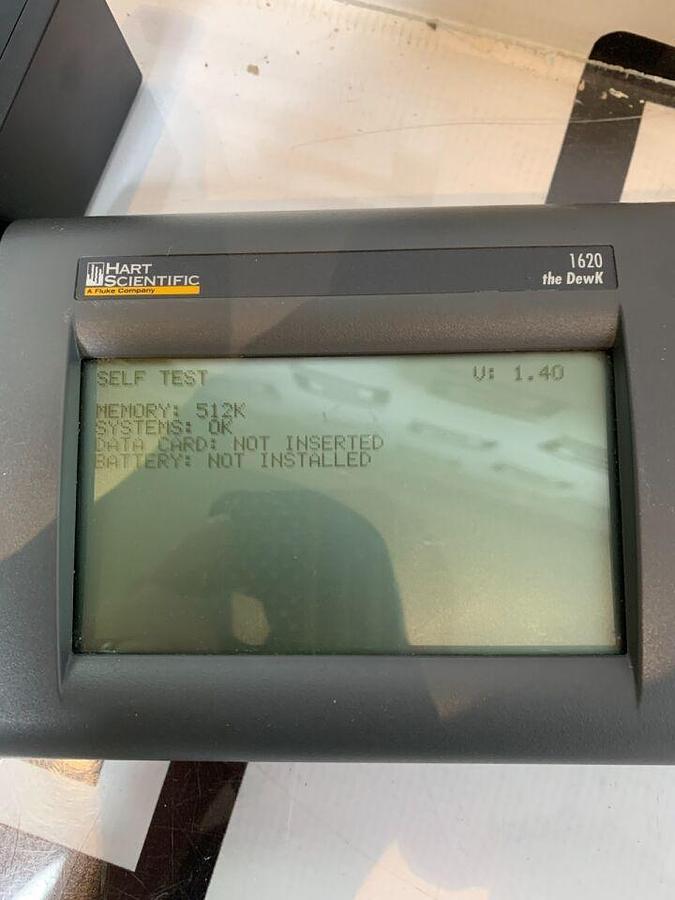 HART
SCIENTIFIC
A Fluke Company
1620
the DewK
SELF TEST V: 1.40
MEMORY: 512K
SYSTEMS: OK
DATA CARD: NOT INSERTED
BATTERY: NOT INSTALLED